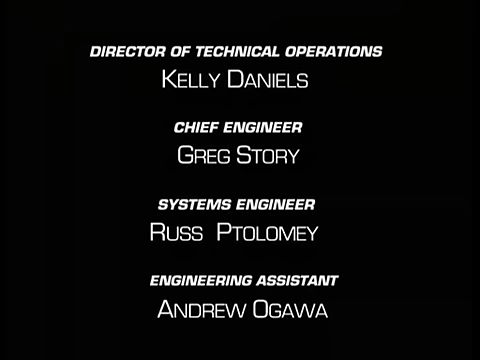 DIRECTOR OF TECHNICAL OPERATIONS
KELLY DANIELS
CHIEF ENGINEER
GREG STORY
SYSTEMS ENGINEER
RUSS PTOLOMEY
ENGINEERING ASSISTANT
ANDREW OGAWA